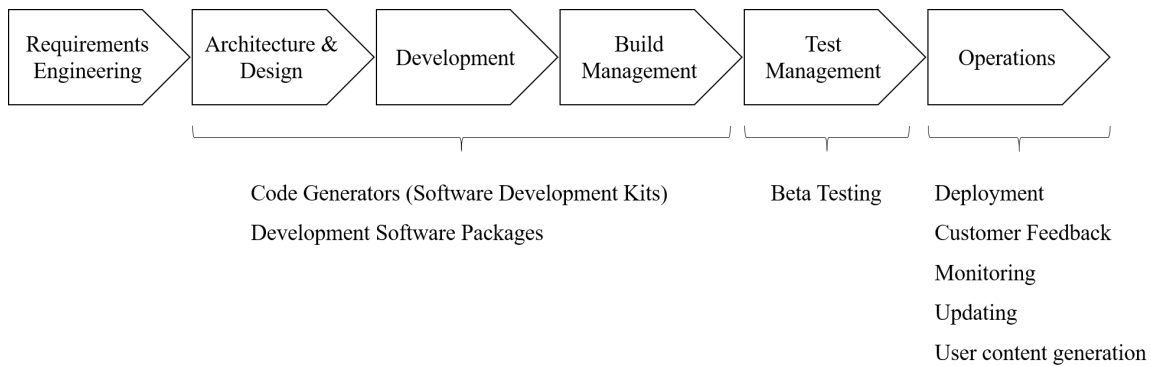 Requirements
Engineering
Architecture &
Design
Development
Build
Management
Test
Management
Operations
Code Generators (Software Development Kits)
Development Software Packages
Beta Testing
Deployment
Customer Feedback
Monitoring
Updating
User content generation